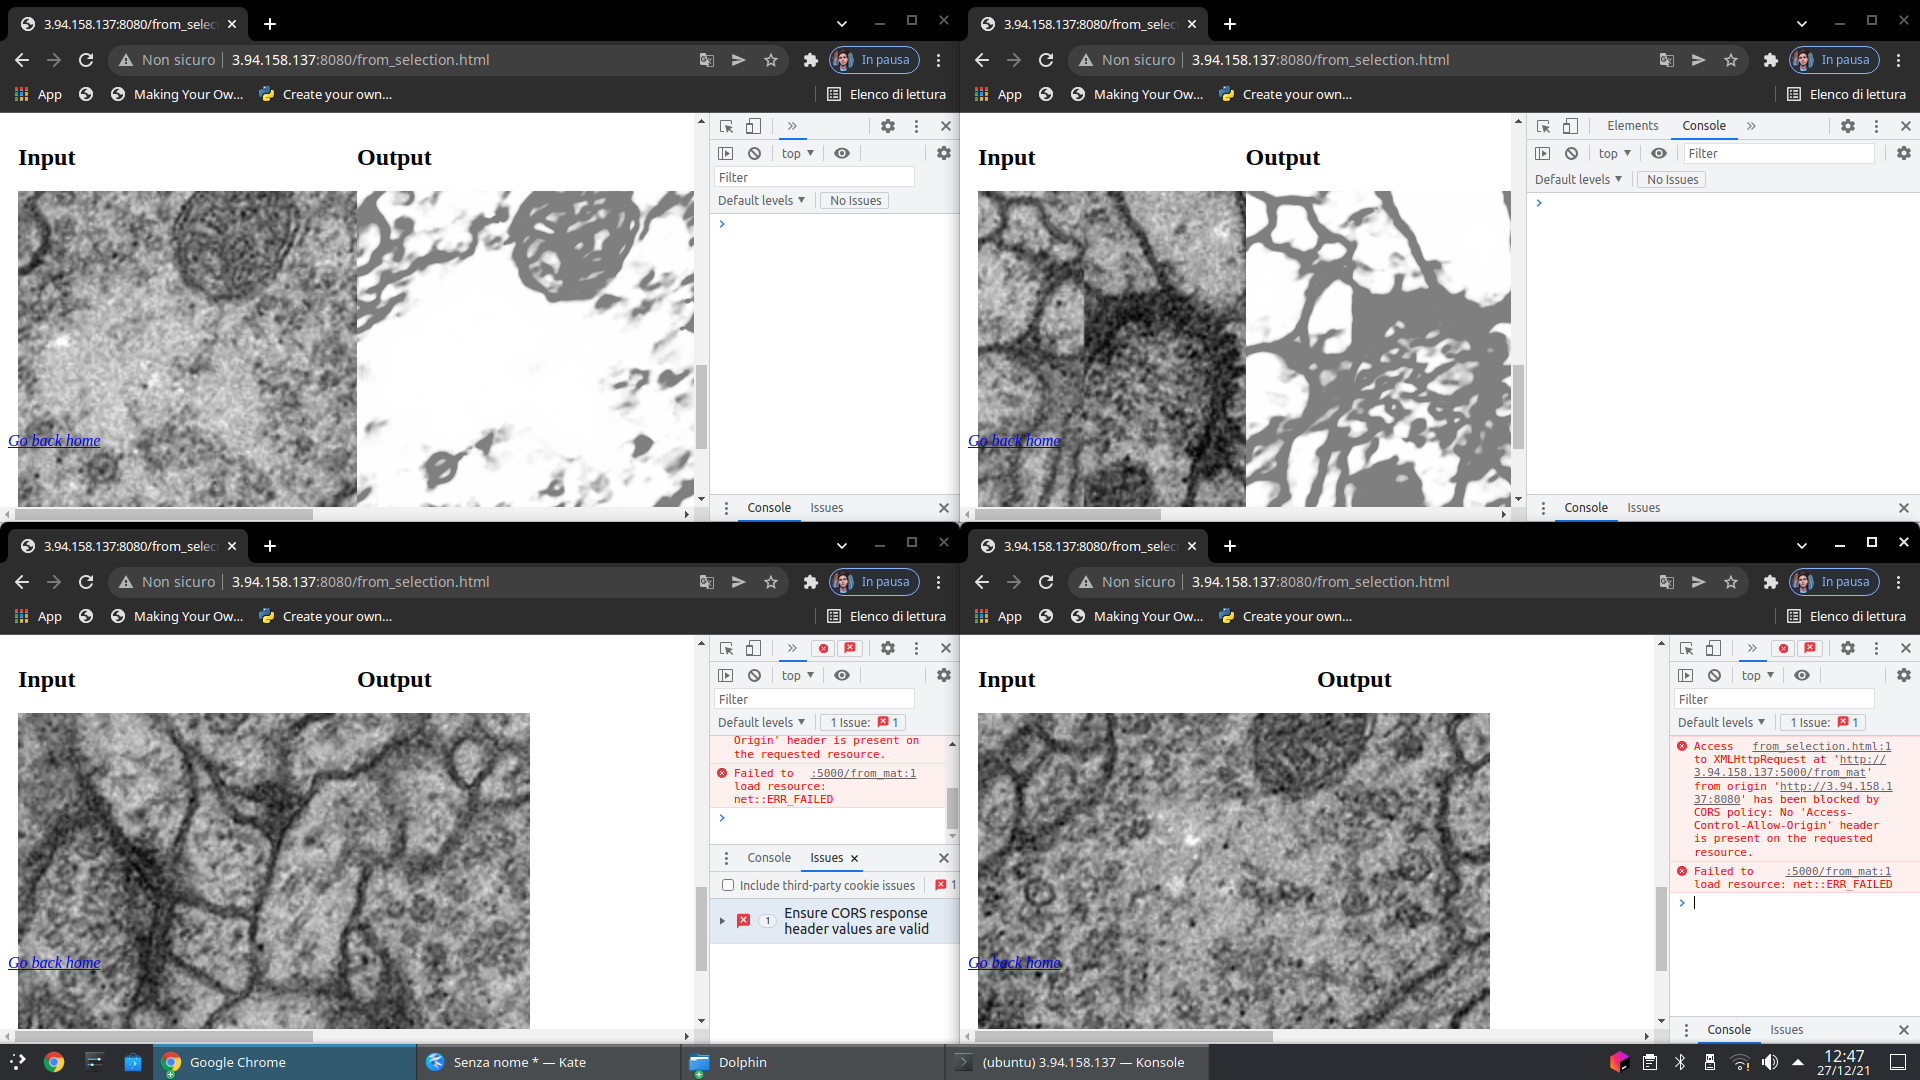 3.94.158.137:8080/from_selec
Non sicuro 3.94.158.137:8080/from_selection.html In pausa
App Making Your Ow... Create your own... Elenco di lettura
Input Output
top
Filter
Default levels No Issues
Go back home
Console Issues
3.94.158.137:8080/from_selec
Non sicuro 3.94.158.137:8080/from_selection.html In pausa
App Making Your Ow... Create your own... Elenco di lettura
Elements Console
Input Output
top Filter
Default levels No Issues
Go back home
Console Issues
3.94.158.137:8080/from_selec
Non sicuro 3.94.158.137:8080/from_selection.html In pausa
App Making Your Ow... Create your own... Elenco di lettura
Input Output
top
Filter
Default levels 1 Issue: 1
Origin' header is present on
the requested resource.
Failed to :5000/from_mat:1
load resource:
net::ERR_FAILED
Console Issues
Include third-party cookie issues 1
1 Ensure CORS response
header values are valid
Go back home
3.94.158.137:8080/from_selec
Non sicuro 3.94.158.137:8080/from_selection.html In pausa
App Making Your Ow... Create your own... Elenco di lettura
Input Output
top
Filter
Default levels 1 Issue: 1
Access from_selection.html:1
to XMLHttpRequest at 'http://
3.94.158.137:5000/from_mat'
from origin 'http://3.94.158.1
37:8080' has been blocked by
CORS policy: No 'Access-
Control-Allow-Origin' header
is present on the requested
resource.
Failed to :5000/from_mat:1
load resource: net::ERR_FAILED
Go back home
Console Issues
Google Chrome Senza nome * — Kate Dolphin (ubuntu) 3.94.158.137 — Konsole 12:47
27/12/21